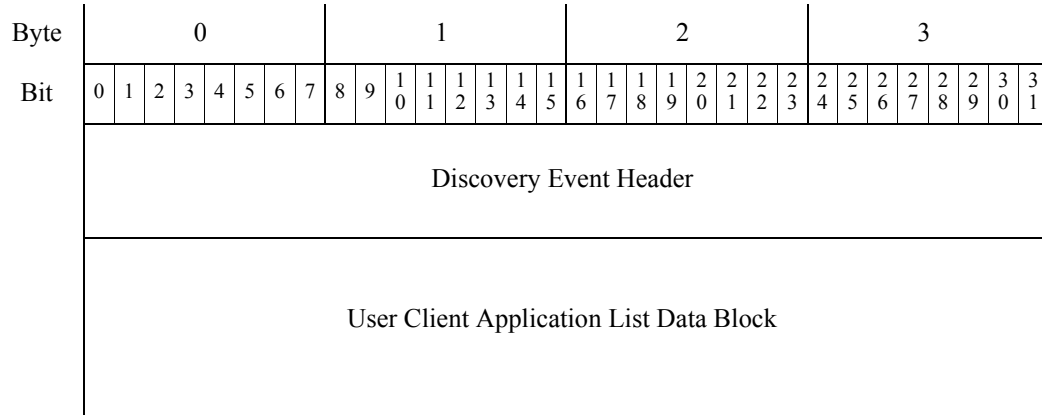 Byte 0 1 2 3
Bit 0 1 2 3 4 5 6 7 8 9 10 11 12 13 14 15 16 17 18 19 20 21 22 23 24 25 26 27 28 29 30 31
Discovery Event Header
User Client Application List Data Block